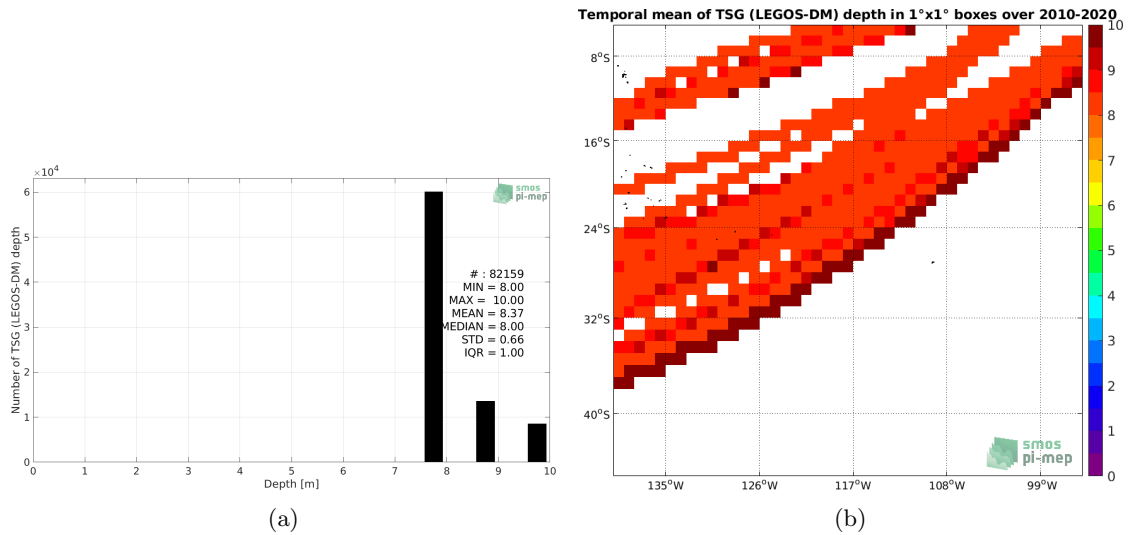 Temporal mean of TSG (LEGOS-DM) depth in 1°x1° boxes over 2010-2020
×10⁴
6
5
4
3
2
1
0
Number of TSG (LEGOS-DM) depth
smos
pi-mep
# : 82159
MIN = 8.00
MAX = 10.00
MEAN = 8.37
MEDIAN = 8.00
STD = 0.66
IQR = 1.00
0 1 2 3 4 5 6 7 8 9 10
Depth [m]
(a)
8°S
16°S
24°S
32°S
40°S
135°W 126°W 117°W 108°W 99°W
smos
pi-mep
10
9
8
7
6
5
4
3
2
1
0
(b)